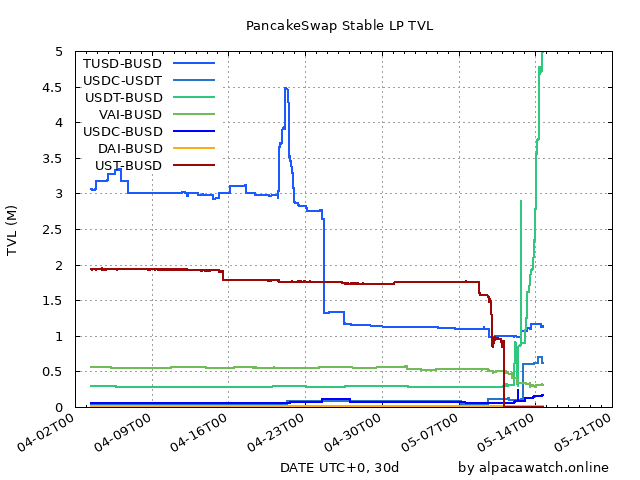 PancakeSwap Stable LP TVL
TUSD-BUSD
USDC-USDT
USDT-BUSD
VAI-BUSD
USDC-BUSD
DAI-BUSD
UST-BUSD
TVL (M)
5
4.5
4
3.5
3
2.5
2
1.5
1
0.5
0
04-02T00
04-09T00
04-16T00
04-23T00
04-30T00
05-07T00
05-14T00
05-21T00
DATE UTC+0, 30d
by alpacawatch.online